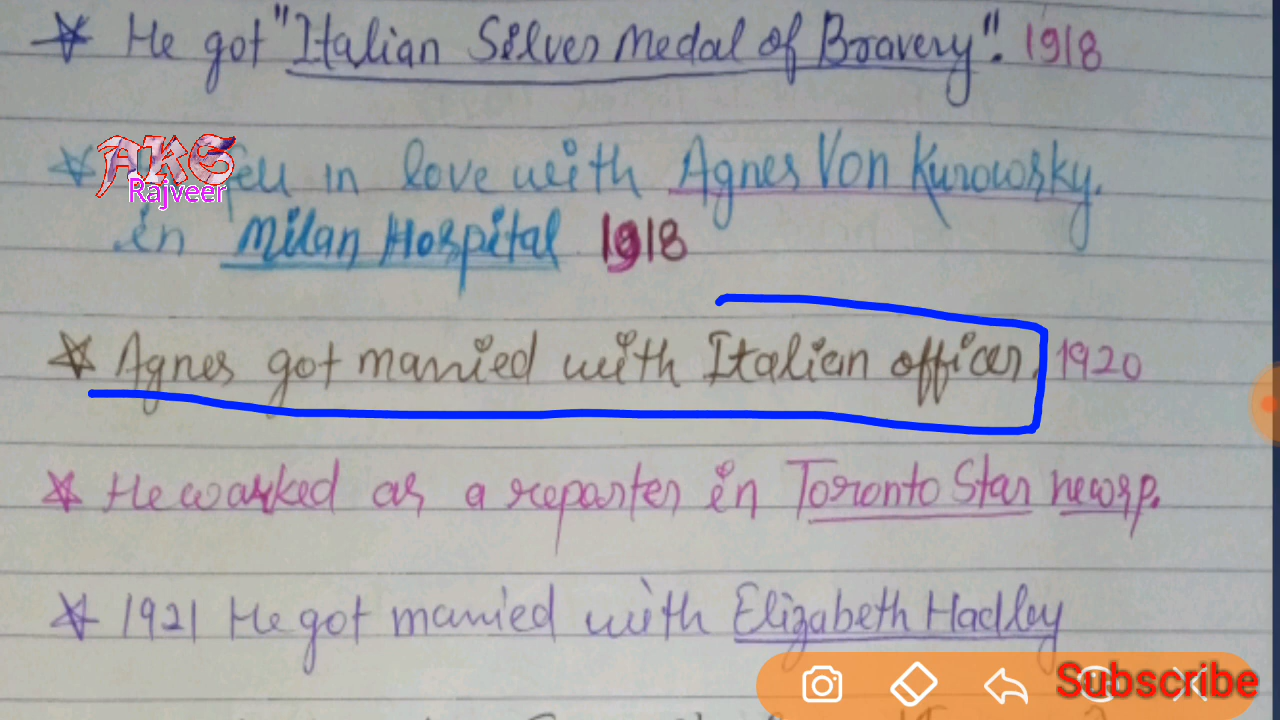 ☆ He got "Italian Silver Medal of Bravery". 1918
AKS
Rajveer
☆ fell in love with Agnes Von Kurowsky.
in Milan Hospital 1918
☆ Agnes got married with Italian officer. 1920
☆ He worked as a reporter in Toronto Star newsp.
☆ 1921 He got married with Elizabeth Hadley
Subscribe